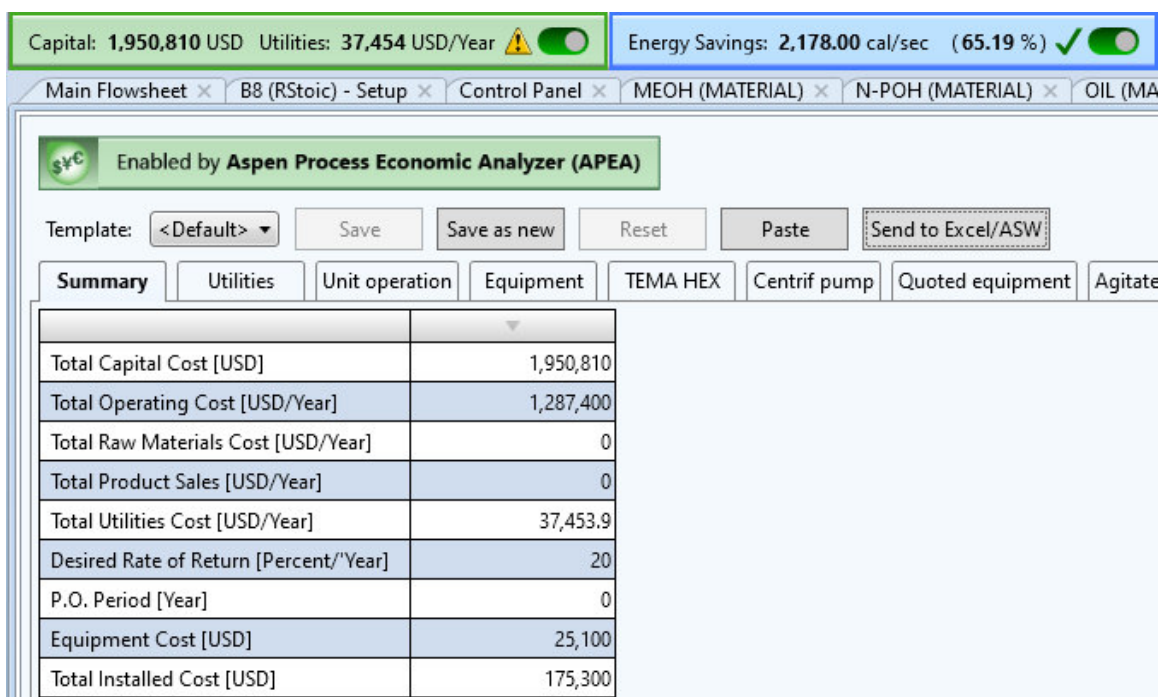 Capital: 1,950,810 USD Utilities: 37,454 USD/Year Energy Savings: 2,178.00 cal/sec (65.19 %)
Main Flowsheet × B8 (RStoic) - Setup × Control Panel × MEOH (MATERIAL) × N-POH (MATERIAL) × OIL (MA
$¥€ Enabled by Aspen Process Economic Analyzer (APEA)
Template: <Default> Save Save as new Reset Paste Send to Excel/ASW
Summary Utilities Unit operation Equipment TEMA HEX Centrif pump Quoted equipment Agitate
Total Capital Cost [USD] 1,950,810
Total Operating Cost [USD/Year] 1,287,400
Total Raw Materials Cost [USD/Year] 0
Total Product Sales [USD/Year] 0
Total Utilities Cost [USD/Year] 37,453.9
Desired Rate of Return [Percent/'Year] 20
P.O. Period [Year] 0
Equipment Cost [USD] 25,100
Total Installed Cost [USD] 175,300